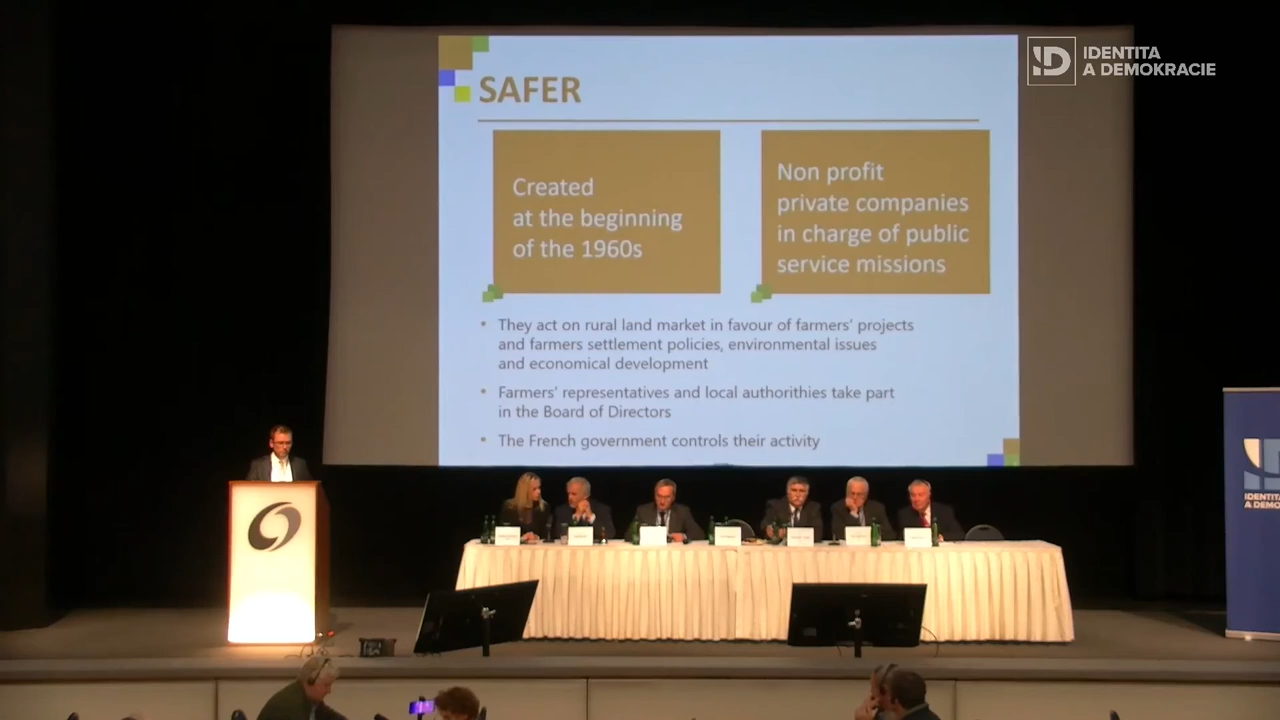 SAFER
Created
at the beginning
of the 1960s
Non profit
private companies
in charge of public
service missions
• They act on rural land market in favour of farmers' projects
and farmers settlement policies, environmental issues
and economical development
• Farmers' representatives and local authorithies take part
in the Board of Directors
• The French government controls their activity
ID IDENTITA
A DEMOKRACIE
IDENTITA
A DEMO